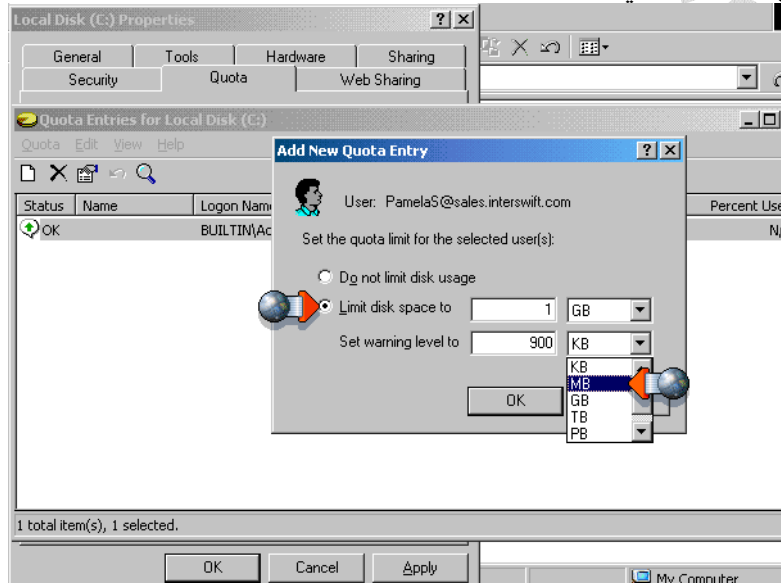 Local Disk (C:) Properties
General Tools Hardware Sharing
Security Quota Web Sharing
Quota Entries for Local Disk (C:)
Quota Edit View Help
Add New Quota Entry
User: PamelaS@sales.interswift.com
Set the quota limit for the selected user(s):
Do not limit disk usage
Limit disk space to 1 GB
Set warning level to 900 KB
KB
MB
GB
TB
PB
OK
Status Name Logon Nam Percent Use
OK BUILTIN\Ad N/
1 total item(s), 1 selected.
OK Cancel Apply
My Computer